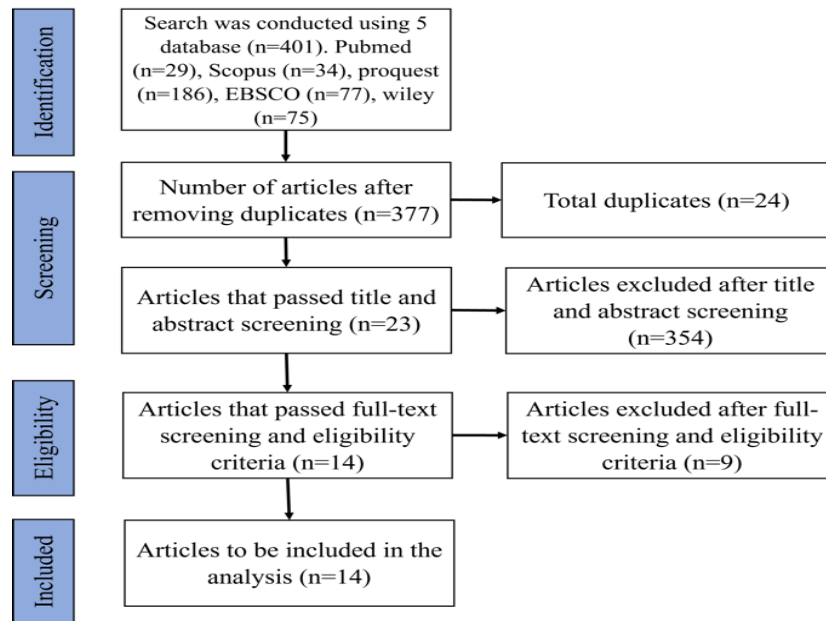 Identification
Search was conducted using 5
database (n=401). Pubmed
(n=29), Scopus (n=34), proquest
(n=186), EBSCO (n=77), wiley
(n=75)
Screening
Number of articles after
removing duplicates (n=377)
Total duplicates (n=24)
Articles that passed title and
abstract screening (n=23)
Articles excluded after title
and abstract screening
(n=354)
Eligibility
Articles that passed full-text
screening and eligibility
criteria (n=14)
Articles excluded after full-
text screening and eligibility
criteria (n=9)
Included
Articles to be included in the
analysis (n=14)